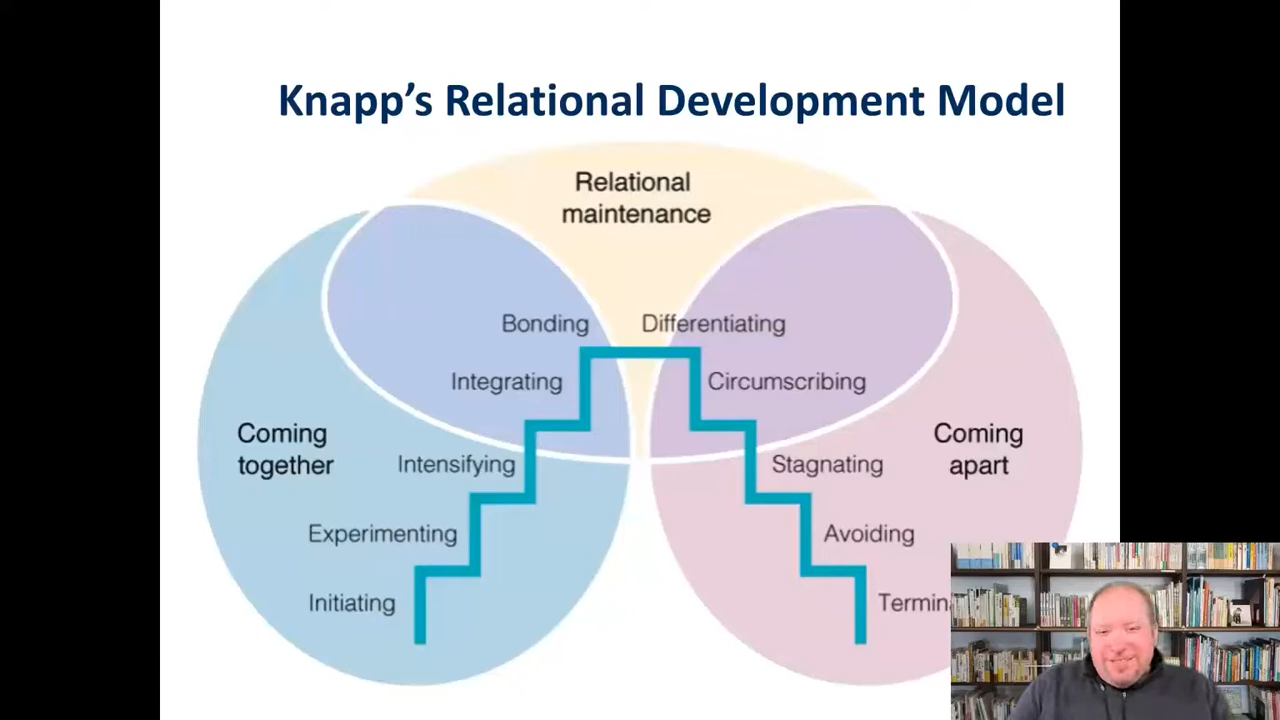 Knapp's Relational Development Model
Relational
maintenance
Bonding
Differentiating
Integrating
Circumscribing
Coming
together
Coming
apart
Intensifying
Stagnating
Experimenting
Avoiding
Initiating
Termin